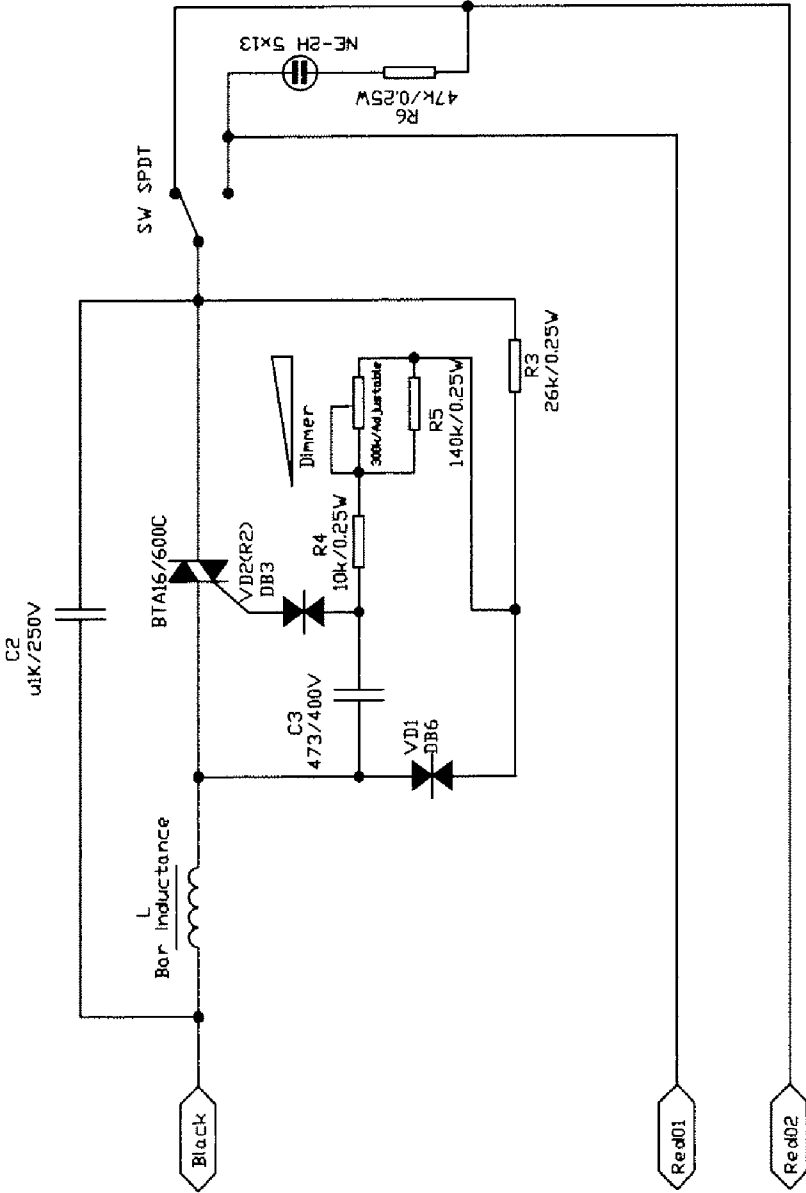 NE-2H 5x13
47k/0.25W
R6
SW SPDT
C2
u1K/250V
BTA16/600C
VD2(R2)
DB3
Dimmer
300k/Adjustable
R5
140k/0.25W
R3
26k/0.25W
R4
10k/0.25W
C3
473/400V
VD1
DB6
L
Bar Inductance
Black
Red01
Red02